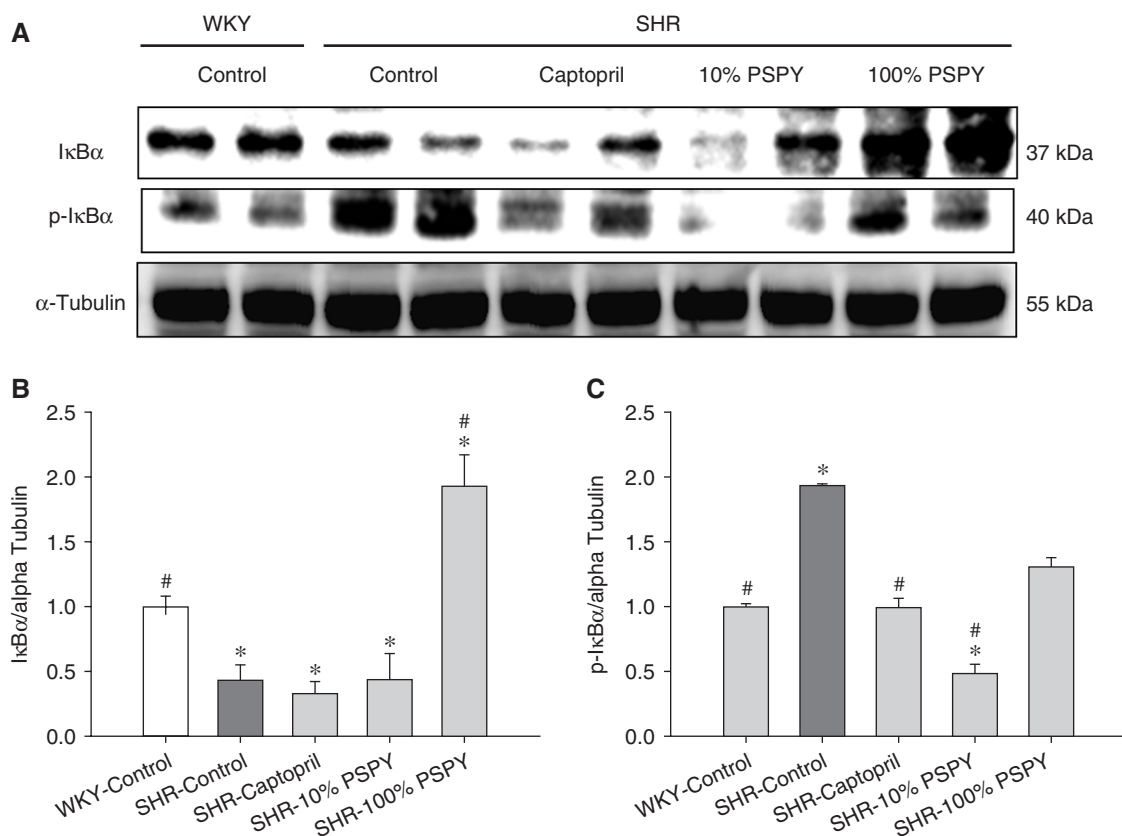 A
WKY
SHR
Control
Control
Captopril
10% PSPY
100% PSPY
IκBα
37 kDa
p-IκBα
40 kDa
α-Tubulin
55 kDa
B
IκBα/alpha Tubulin
2.5
2.0
1.5
1.0
0.5
0.0
#
*
*
*
#
*
WKY-Control
SHR-Control
SHR-Captopril
SHR-10% PSPY
SHR-100% PSPY
C
p-IκBα/alpha Tubulin
2.5
2.0
1.5
1.0
0.5
0.0
#
*
#
#
*
WKY-Control
SHR-Control
SHR-Captopril
SHR-10% PSPY
SHR-100% PSPY